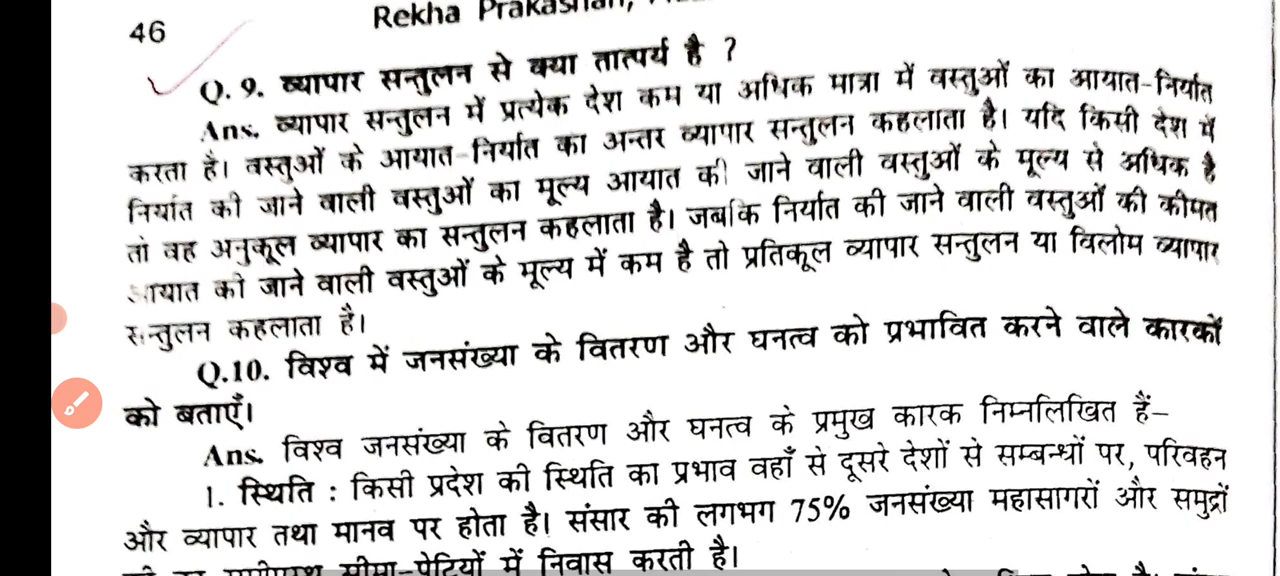 46
Rekha Prakashan,
Q. 9. व्यापार सन्तुलन से क्या तात्पर्य है ?
Ans. व्यापार सन्तुलन में प्रत्येक देश कम या अधिक मात्रा में वस्तुओं का आयात-निर्यात
करता है। वस्तुओं के आयात-निर्यात का अन्तर व्यापार सन्तुलन कहलाता है। यदि किसी देश में
निर्यात की जाने वाली वस्तुओं का मूल्य आयात की जाने वाली वस्तुओं के मूल्य से अधिक है
तो वह अनुकूल व्यापार का सन्तुलन कहलाता है। जबकि निर्यात की जाने वाली वस्तुओं की कीमत
आयात की जाने वाली वस्तुओं के मूल्य में कम है तो प्रतिकूल व्यापार सन्तुलन या विलोम व्यापार
सन्तुलन कहलाता है।
Q.10. विश्व में जनसंख्या के वितरण और घनत्व को प्रभावित करने वाले कारकों
को बताएँ।
Ans. विश्व जनसंख्या के वितरण और घनत्व के प्रमुख कारक निम्नलिखित हैं–
1. स्थिति : किसी प्रदेश की स्थिति का प्रभाव वहाँ से दूसरे देशों से सम्बन्धों पर, परिवहन
और व्यापार तथा मानव पर होता है। संसार की लगभग 75% जनसंख्या महासागरों और समुद्रों
सीमा-पेटियों में निवास करती है।